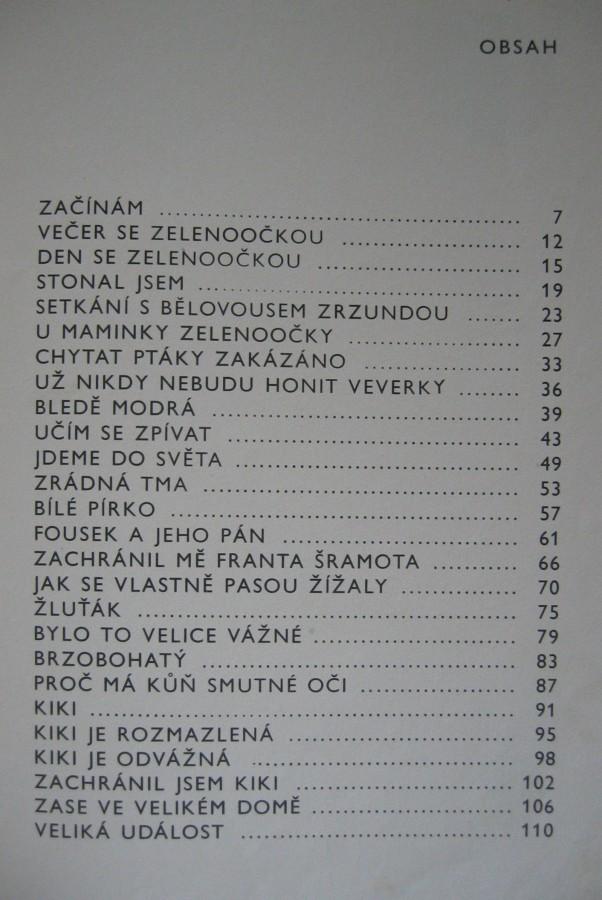 OBSAH
ZAČÍNÁM ........................................ 7
VEČER SE ZELENOOČKOU .................... 12
DEN SE ZELENOOČKOU ....................... 15
STONAL JSEM .................................... 19
SETKÁNÍ S BĚLOVOUSEM ZRZUNDOU ....... 23
U MAMINKY ZELENOOČKY ................... 27
CHYTAT PTÁKY ZAKÁZÁNO ................. 33
UŽ NIKDY NEBUDU HONIT VEVERKY ........ 36
BLEDĚ MODRÁ .................................. 39
UČÍM SE ZPÍVAT ................................ 43
JDEME DO SVĚTA ............................... 49
ZRÁDNÁ TMA ................................... 53
BÍLÉ PÍRKO ....................................... 57
FOUSEK A JEHO PÁN ........................... 61
ZACHRÁNIL MĚ FRANTA ŠRAMOTA ......... 66
JAK SE VLASTNĚ PASOU ŽÍŽALY ............. 70
ŽLUŤÁK .......................................... 75
BYLO TO VELICE VÁŽNÉ ...................... 79
BRZOBOHATÝ ................................... 83
PROČ MÁ KŮŇ SMUTNÉ OČI ................. 87
KIKI ............................................... 91
KIKI JE ROZMAZLENÁ ......................... 95
KIKI JE ODVÁŽNÁ ............................. 98
ZACHRÁNIL JSEM KIKI ....................... 102
ZASE VE VELIKÉM DOMĚ ..................... 106
VELIKÁ UDÁLOST .............................. 110